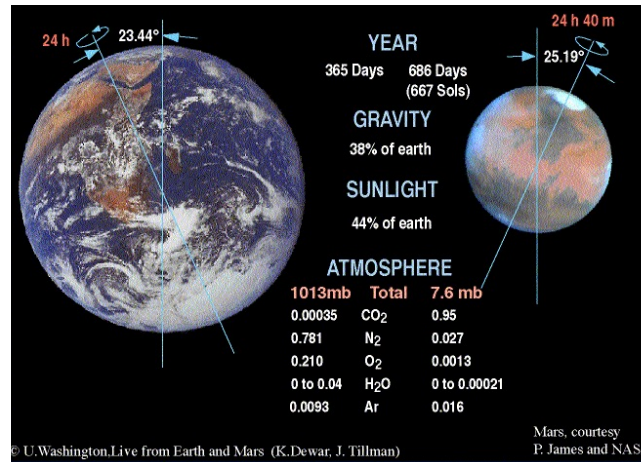 24 h
23.44°
24 h 40 m
25.19°
YEAR
365 Days 686 Days
(667 Sols)
GRAVITY
38% of earth
SUNLIGHT
44% of earth
ATMOSPHERE
1013mb Total 7.6 mb
0.00035 CO2 0.95
0.781 N2 0.027
0.210 O2 0.0013
0 to 0.04 H2O 0 to 0.00021
0.0093 Ar 0.016
Mars, courtesy
P. James and NAS
© U.Washington,Live from Earth and Mars (K.Dewar, J. Tillman)